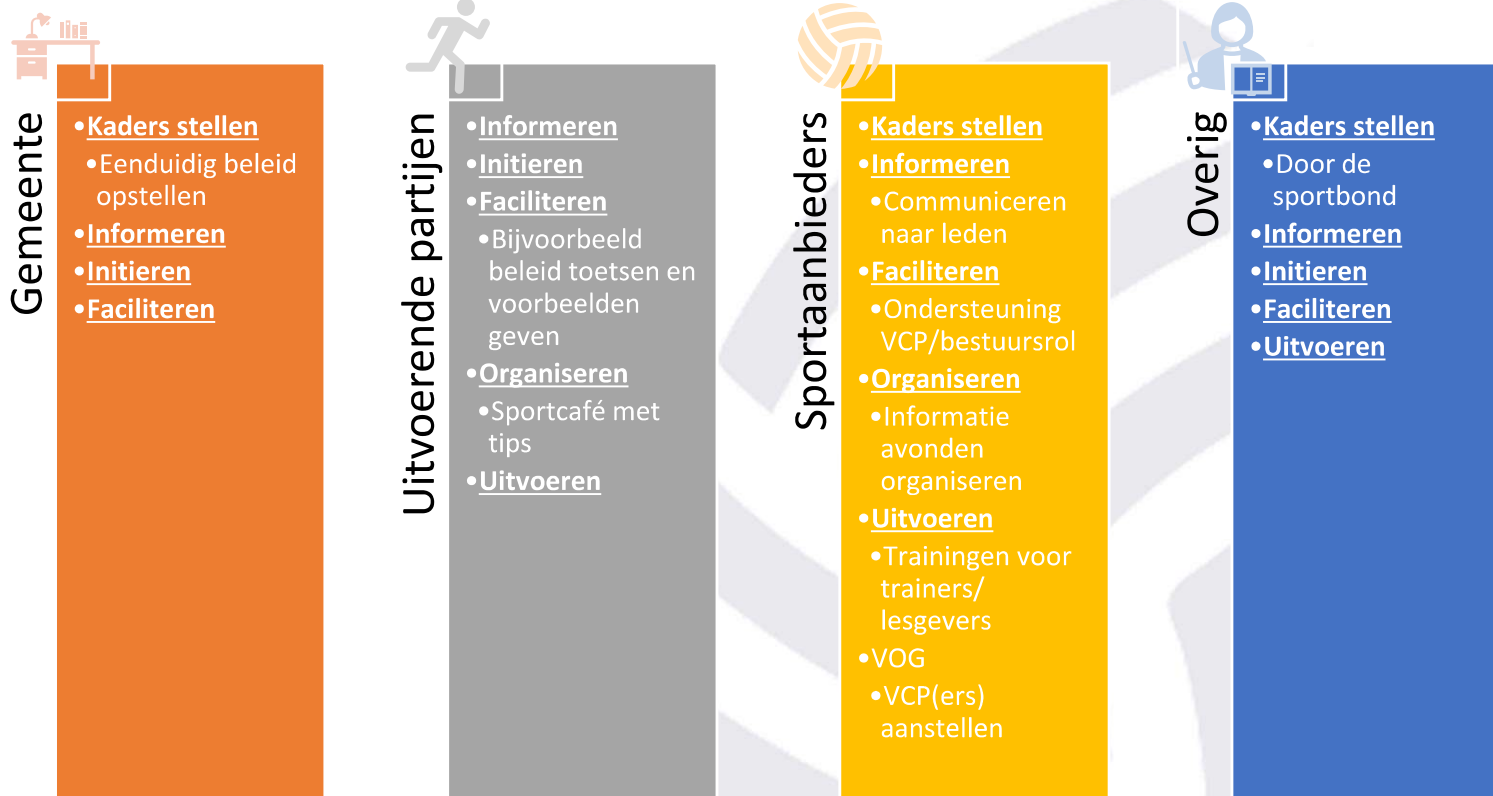 Gemeente
•Kaders stellen
•Eenduidig beleid
opstellen
•Informeren
•Initieren
•Faciliteren
Uitvoerende partijen
•Informeren
•Initieren
•Faciliteren
•Bijvoorbeeld
beleid toetsen en
voorbeelden
geven
•Organiseren
•Sportcafé met
tips
•Uitvoeren
Sportaanbieders
•Kaders stellen
•Informeren
•Communiceren
naar leden
•Faciliteren
•Ondersteuning
VCP/bestuursrol
•Organiseren
•Informatie
avonden
organiseren
•Uitvoeren
•Trainingen voor
trainers/
lesgevers
•VOG
•VCP(ers)
aanstellen
Overig
•Kaders stellen
•Door de
sportbond
•Informeren
•Initieren
•Faciliteren
•Uitvoeren